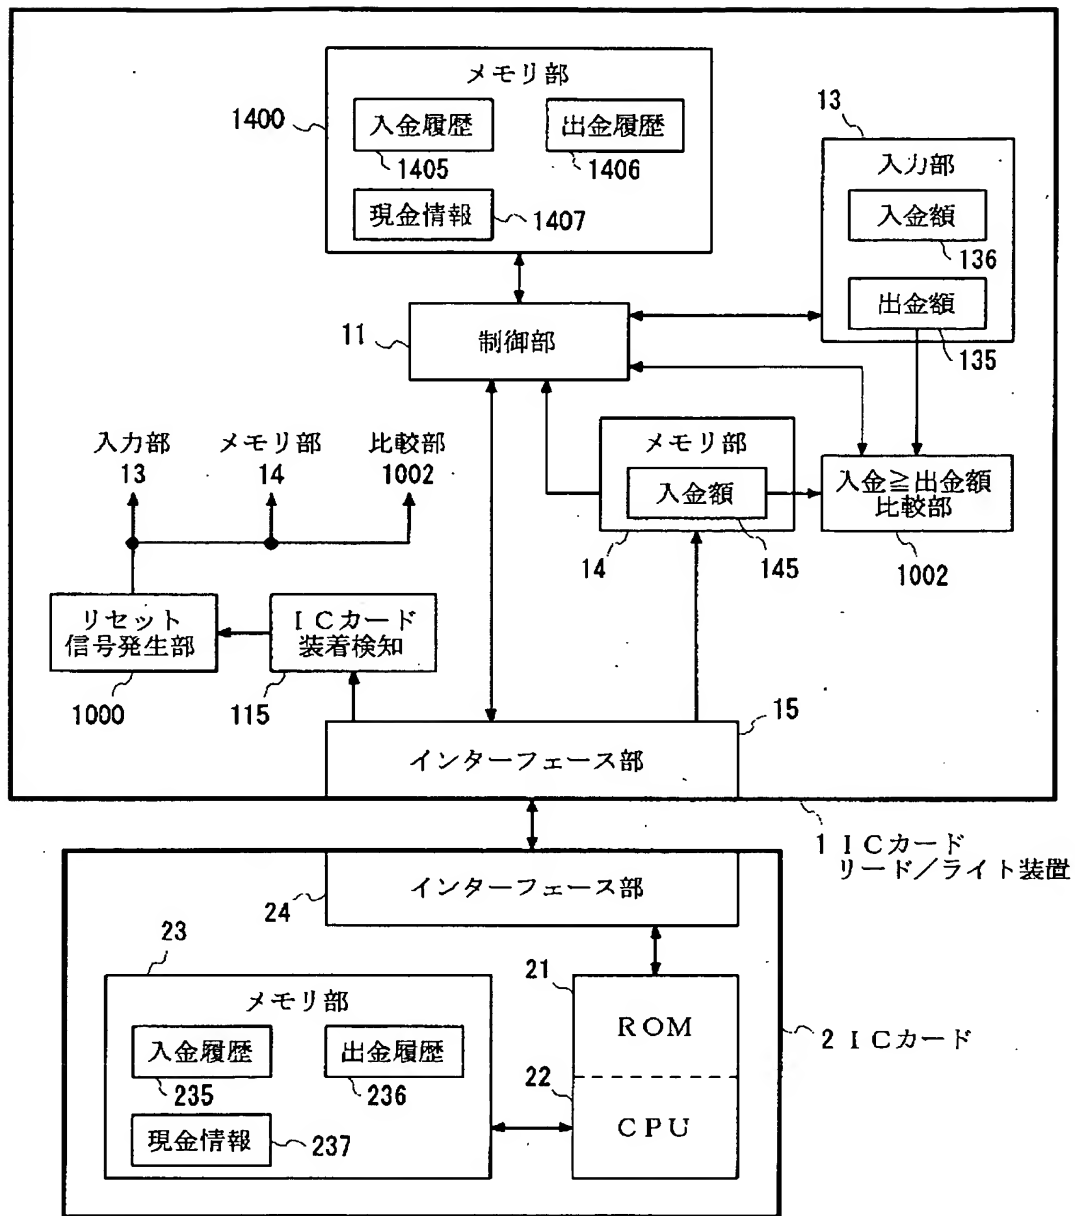 メモリ部
1400
入金履歴
1405
出金履歴
1406
現金情報
1407
13
入力部
入金額
136
出金額
135
11
制御部
メモリ部
入金額
14
145
入金≧出金額
比較部
1002
入力部
13
メモリ部
14
比較部
1002
リセット
信号発生部
1000
ICカード
装着検知
115
15
インターフェース部
1 ICカード
リード/ライト装置
インターフェース部
24
23
メモリ部
入金履歴
235
出金履歴
236
現金情報
237
21
ROM
22
CPU
2 ICカード